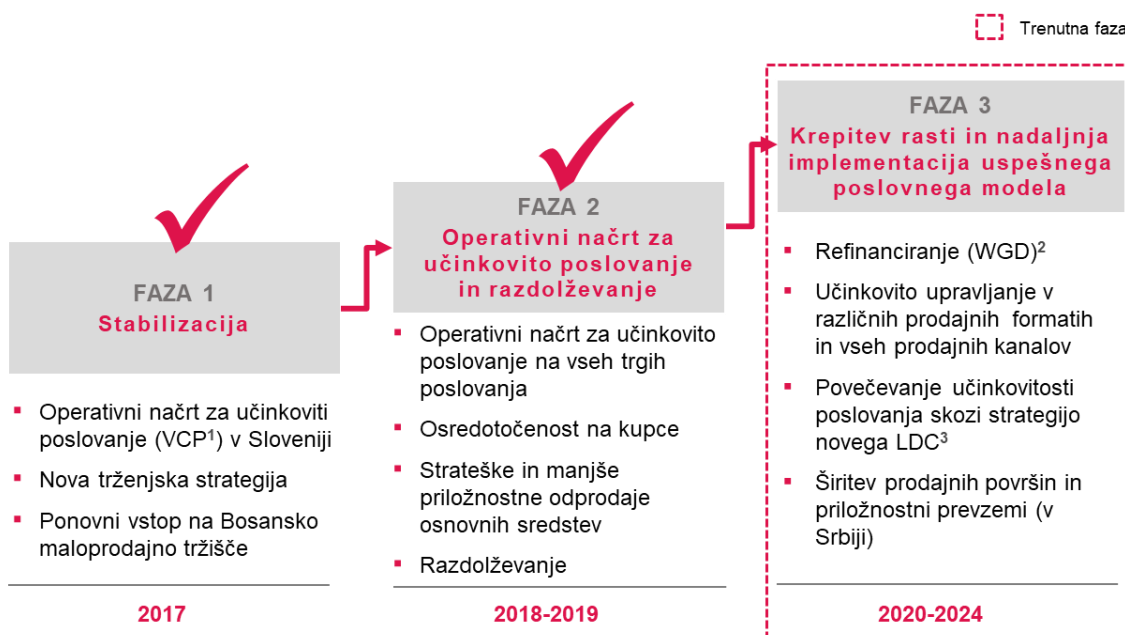 Trenutna faza
FAZA 1
Stabilizacija
▪ Operativni načrt za učinkoviti
poslovanje (VCP¹) v Sloveniji
▪ Nova trženjska strategija
▪ Ponovni vstop na Bosansko
maloprodajno tržišče
2017
FAZA 2
Operativni načrt za
učinkovito poslovanje
in razdolževanje
▪ Operativni načrt za učinkovito
poslovanje na vseh trgih
poslovanja
▪ Osredotočenost na kupce
▪ Strateške in manjše
priložnostne odprodaje
osnovnih sredstev
▪ Razdolževanje
2018-2019
FAZA 3
Krepitev rasti in nadaljnja
implementacija uspešnega
poslovnega modela
▪ Refinanciranje (WGD)²
▪ Učinkovito upravljanje v
različnih prodajnih formatih
in vseh prodajnih kanalov
▪ Povečevanje učinkovitosti
poslovanja skozi strategijo
novega LDC³
▪ Širitev prodajnih površin in
priložnostni prevzemi (v
Srbiji)
2020-2024